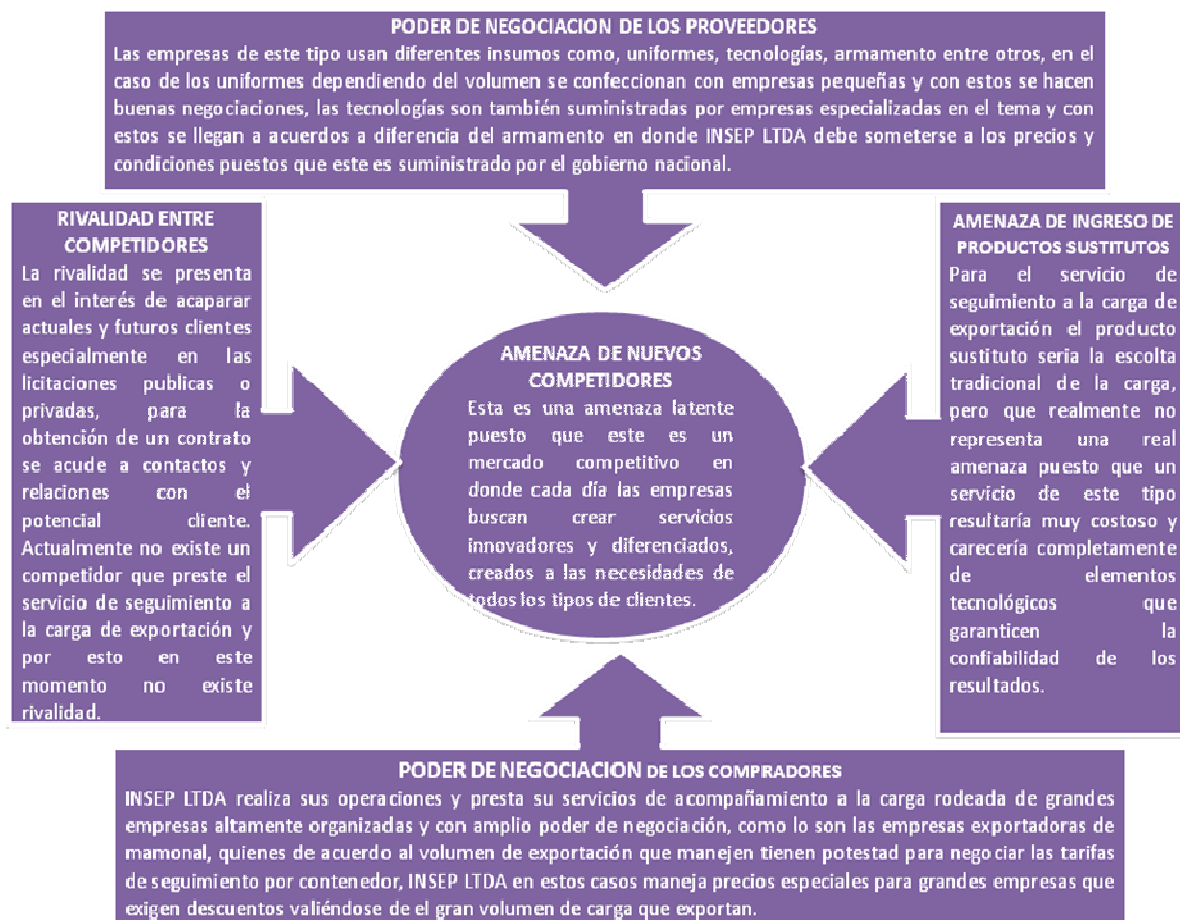 PODER DE NEGOCIACION DE LOS PROVEEDORES
Las empresas de este tipo usan diferentes insumos como, uniformes, tecnologías, armamento entre otros, en el
caso de los uniformes dependiendo del volumen se confeccionan con empresas pequeñas y con estos se hacen
buenas negociaciones, las tecnologías son también suministradas por empresas especializadas en el tema y con
estos se llegan a acuerdos a diferencia del armamento en donde INSEP LTDA debe someterse a los precios y
condiciones puestos que este es suministrado por el gobierno nacional.
RIVALIDAD ENTRE
COMPETIDORES
La rivalidad se presenta
en el interés de acaparar
actuales y futuros clientes
especialmente en las
licitaciones publicas o
privadas, para la
obtención de un contrato
se acude a contactos y
relaciones con el
potencial cliente.
Actualmente no existe un
competidor que preste el
servicio de seguimiento a
la carga de exportación y
por esto en este
momento no existe
rivalidad.
AMENAZA DE NUEVOS
COMPETIDORES
Esta es una amenaza latente
puesto que este es un
mercado competitivo en
donde cada día las empresas
buscan crear servicios
innovadores y diferenciados,
creados a las necesidades de
todos los tipos de clientes.
AMENAZA DE INGRESO DE
PRODUCTOS SUSTITUTOS
Para el servicio de
seguimiento a la carga de
exportación el producto
sustituto seria la escolta
tradicional de la carga,
pero que realmente no
representa una real
amenaza puesto que un
servicio de este tipo
resultaría muy costoso y
carecería completamente
de elementos
tecnológicos que
garanticen la
confiabilidad de los
resultados.
PODER DE NEGOCIACION DE LOS COMPRADORES
INSEP LTDA realiza sus operaciones y presta su servicios de acompañamiento a la carga rodeada de grandes
empresas altamente organizadas y con amplio poder de negociación, como lo son las empresas exportadoras de
mamonal, quienes de acuerdo al volumen de exportación que manejen tienen potestad para negociar las tarifas
de seguimiento por contenedor, INSEP LTDA en estos casos maneja precios especiales para grandes empresas que
exigen descuentos valiéndose de el gran volumen de carga que exportan.